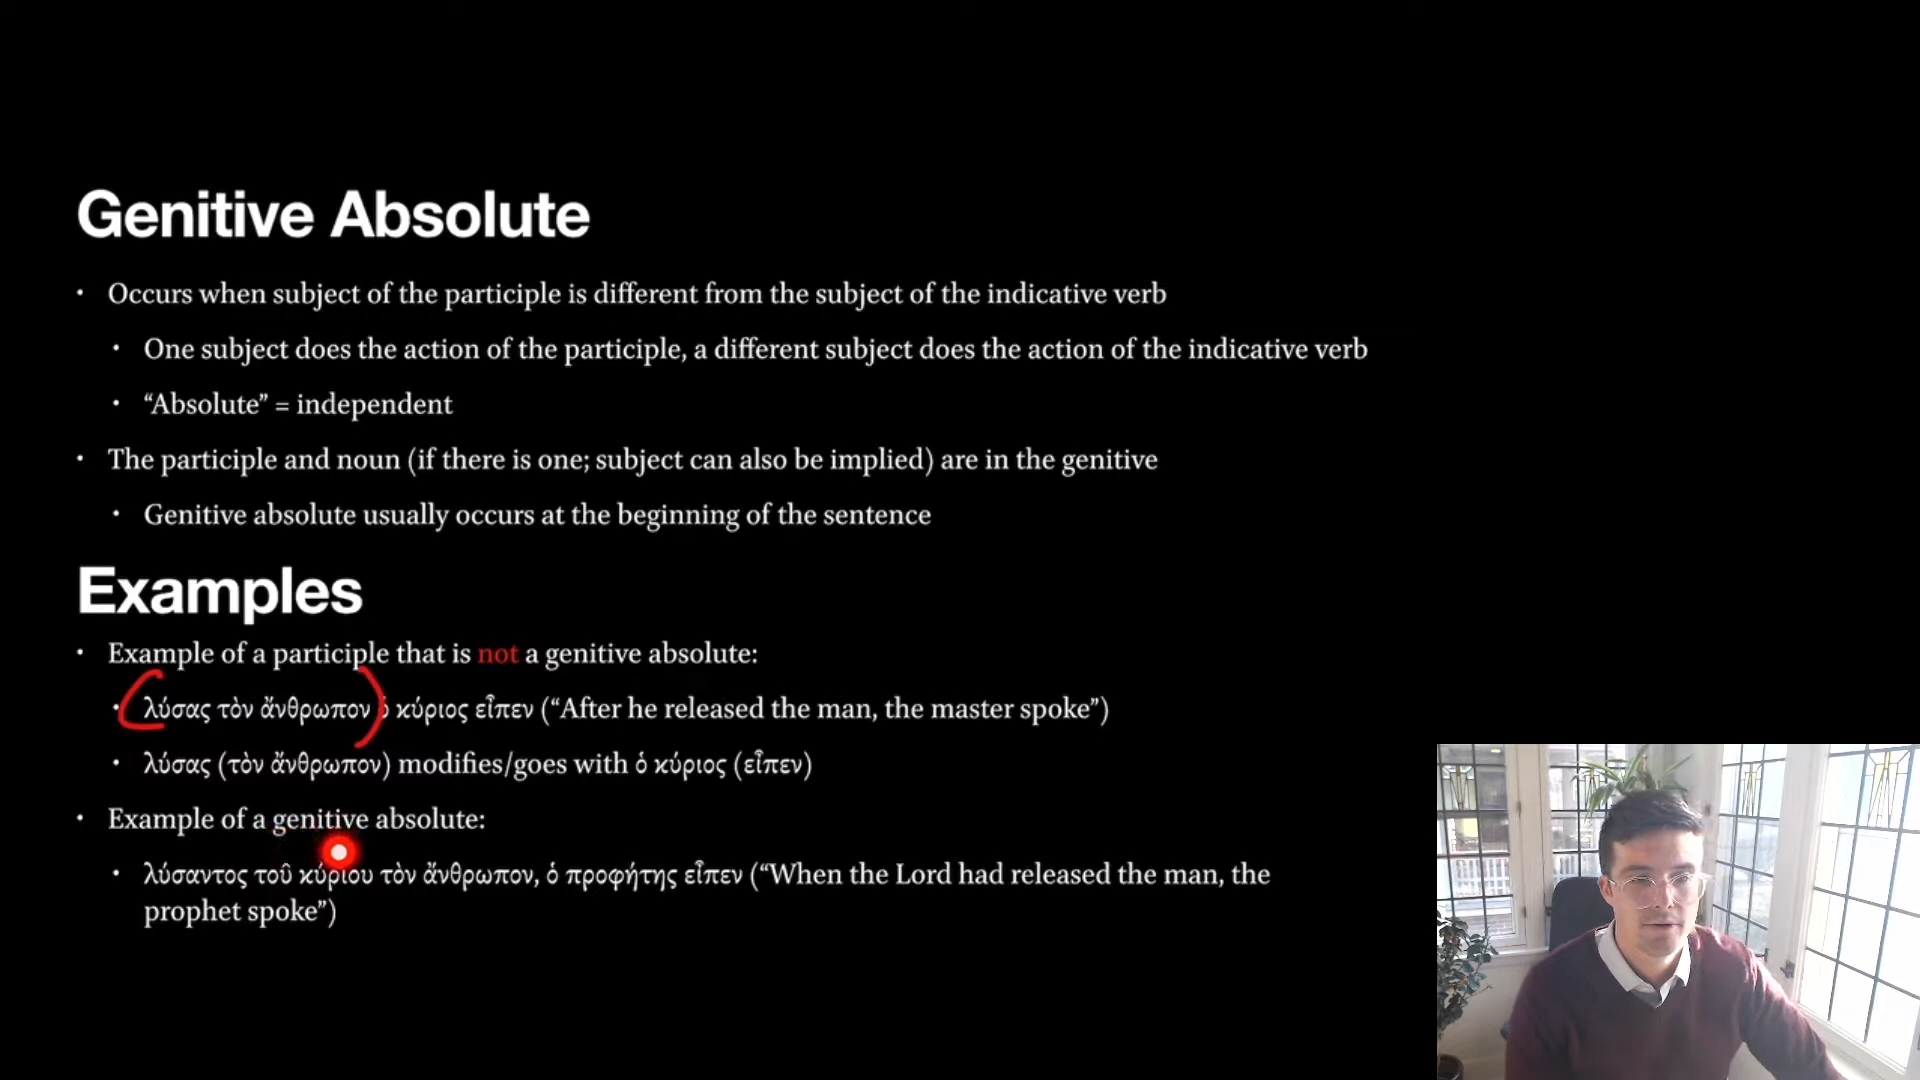 Genitive Absolute
• Occurs when subject of the participle is different from the subject of the indicative verb
• One subject does the action of the participle, a different subject does the action of the indicative verb
• “Absolute” = independent
• The participle and noun (if there is one; subject can also be implied) are in the genitive
• Genitive absolute usually occurs at the beginning of the sentence
Examples
• Example of a participle that is not a genitive absolute:
• λύσας τὸν ἄνθρωπον ὁ κύριος εἶπεν (“After he released the man, the master spoke”)
• λύσας (τὸν ἄνθρωπον) modifies/goes with ὁ κύριος (εἶπεν)
• Example of a genitive absolute:
• λύσαντος τοῦ κύριου τὸν ἄνθρωπον, ὁ προφήτης εἶπεν (“When the Lord had released the man, the
prophet spoke”)